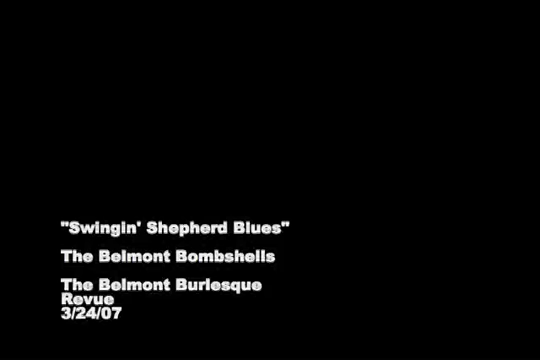 "Swingin' Shepherd Blues"
The Belmont Bombshells
The Belmont Burlesque
Revue
3/24/07